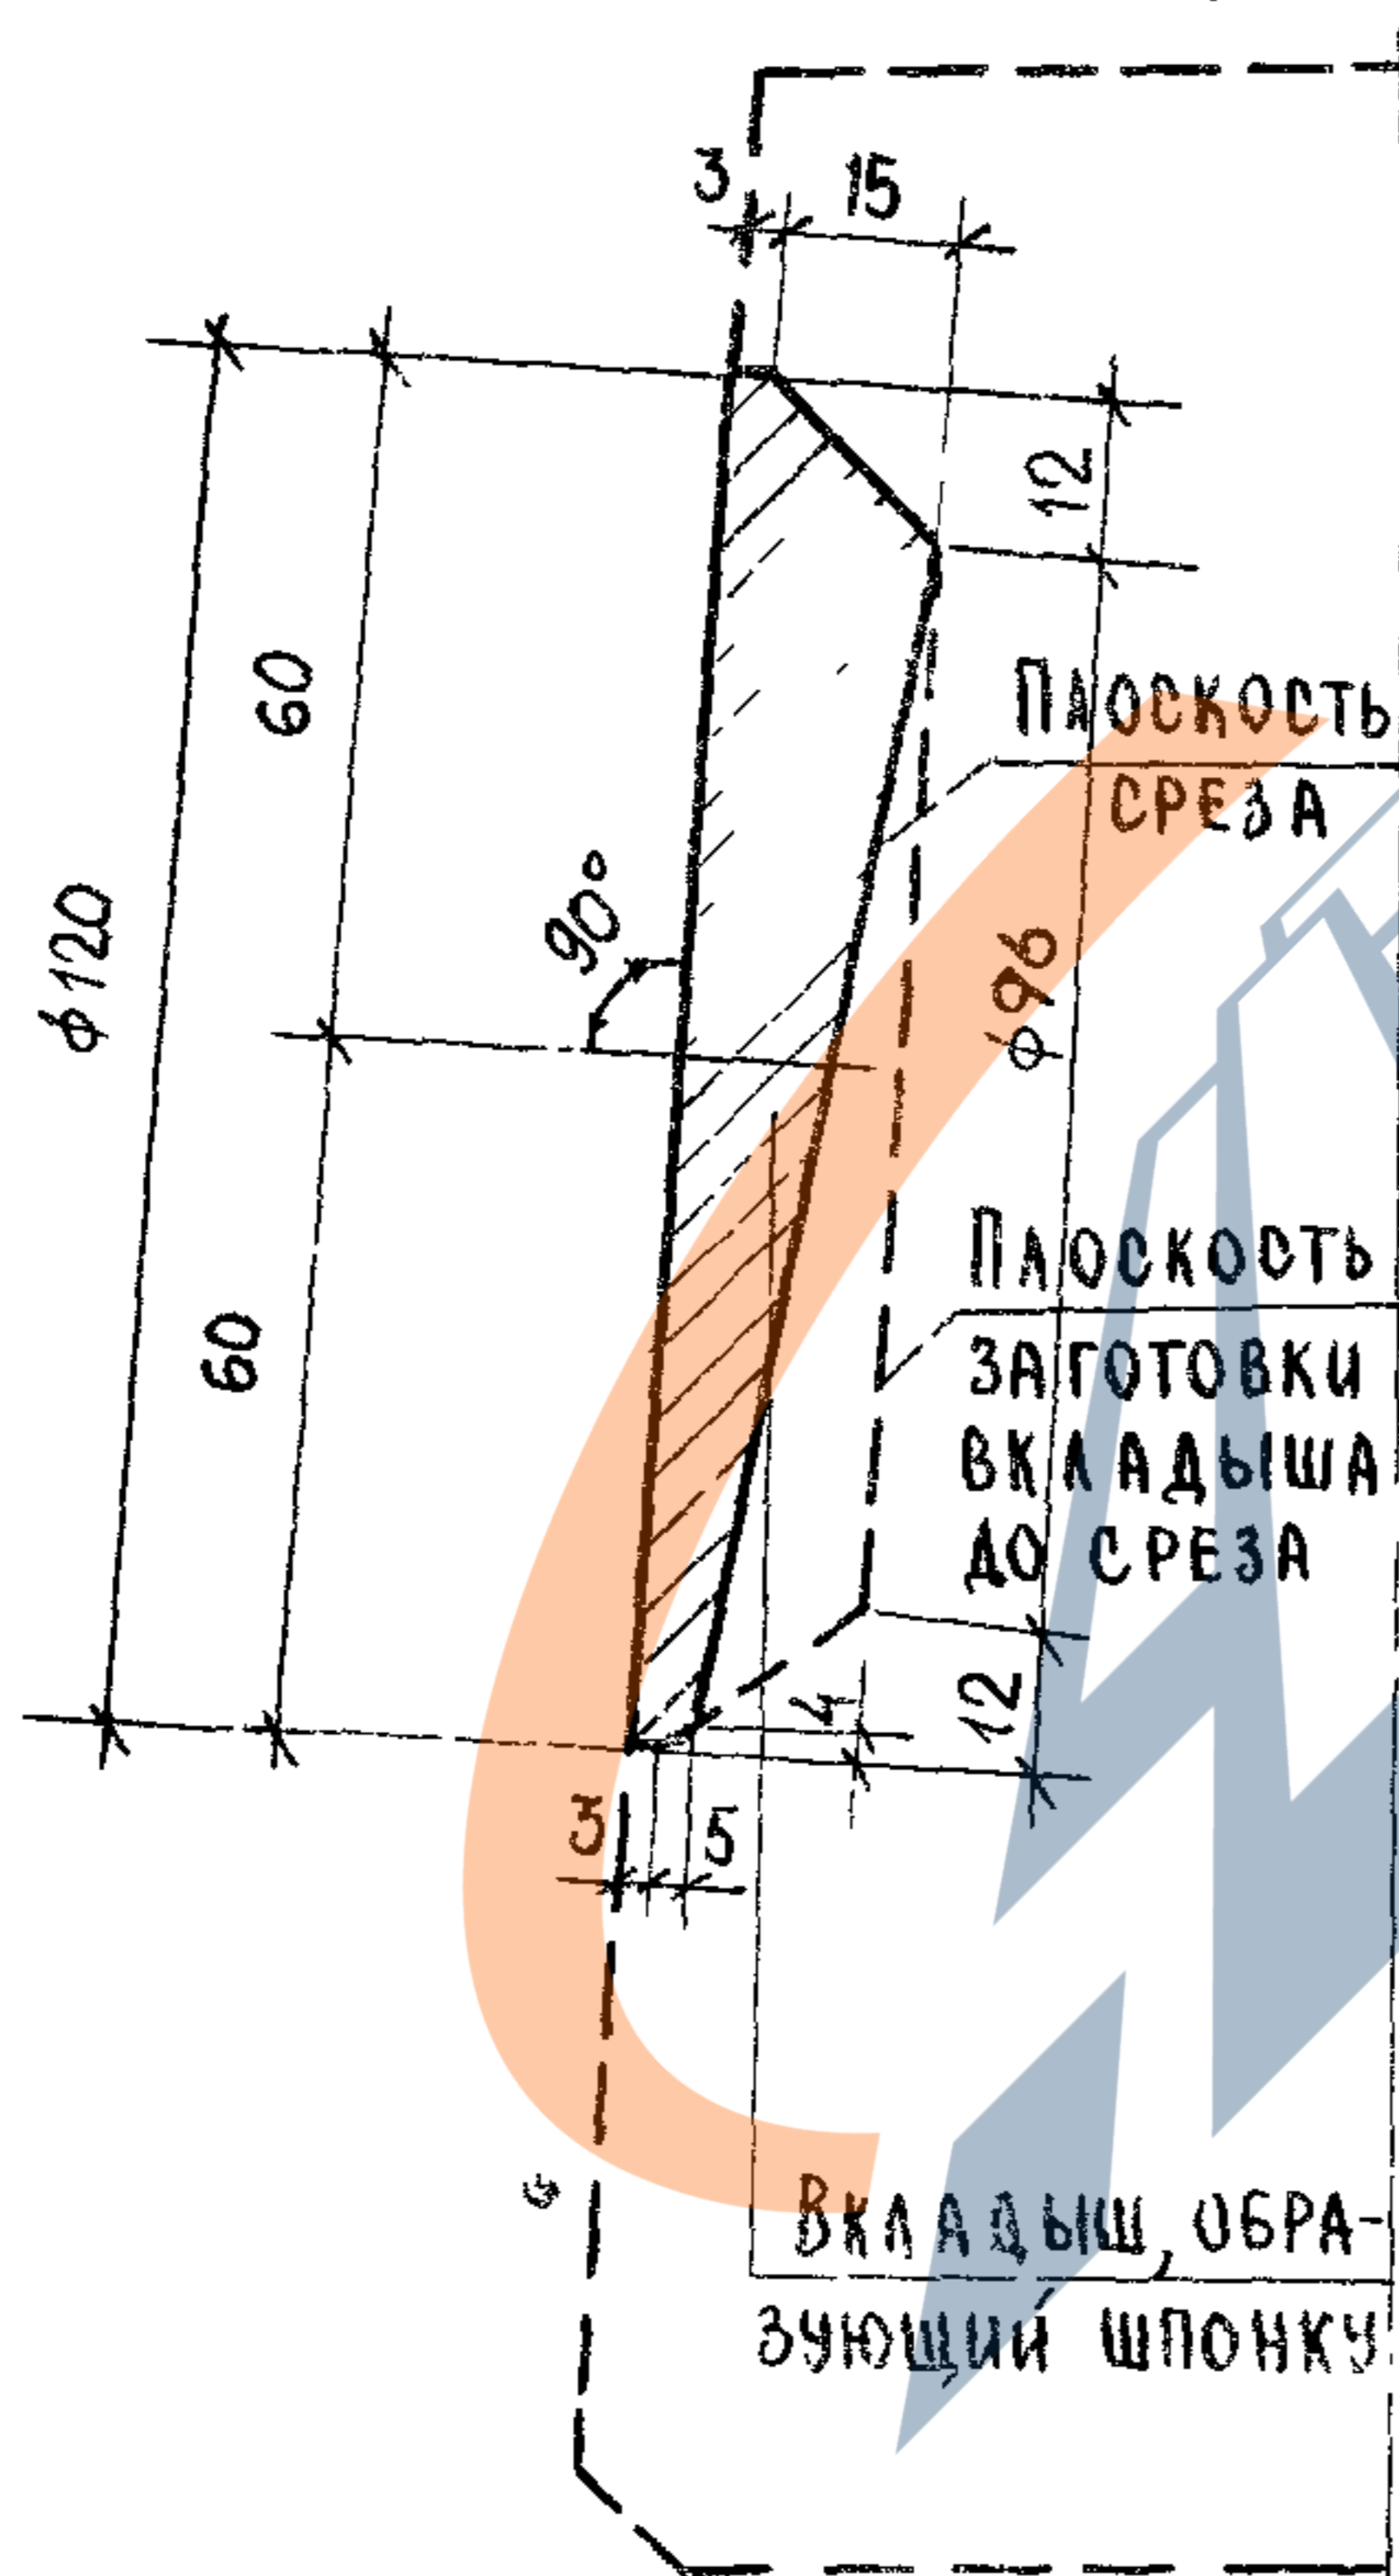 3
15
12
60
ПЛОСКОСТЬ
СРЕЗА
90°
ф120
ф96
60
ПЛОСКОСТЬ
ЗАГОТОВКИ
ВКЛАДЫША
ДО СРЕЗА
4
12
3
5
ВКЛАДЫШ, ОБРА-
ЗУЮЩИЙ ШПОНКУ